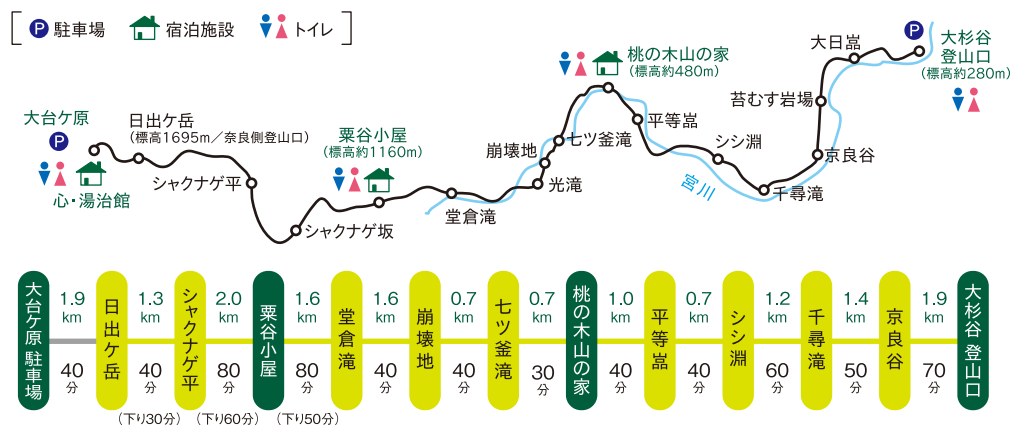 P 駐車場 宿泊施設 トイレ
大台ケ原
P
心・湯治館
日出ケ岳
(標高1695m／奈良側登山口)
シャクナゲ平
シャクナゲ坂
粟谷小屋
(標高約1160m)
堂倉滝
光滝
崩壊地
七ツ釜滝
桃の木山の家
(標高約480m)
平等嵓
シシ淵
宮川
千尋滝
京良谷
苔むす岩場
大日嵓
P
大杉谷
登山口
(標高約280m)
大台ケ原 駐車場
1.9
km
40
分
日出ケ岳
1.3
km
40
分
(下り30分)
シャクナゲ平
2.0
km
80
分
(下り60分)
粟谷小屋
1.6
km
80
分
(下り50分)
堂倉滝
1.6
km
40
分
崩壊地
0.7
km
40
分
七ツ釜滝
0.7
km
30
分
桃の木山の家
1.0
km
40
分
平等嵓
0.7
km
40
分
シシ淵
1.2
km
60
分
千尋滝
1.4
km
50
分
京良谷
1.9
km
70
分
大杉谷 登山口